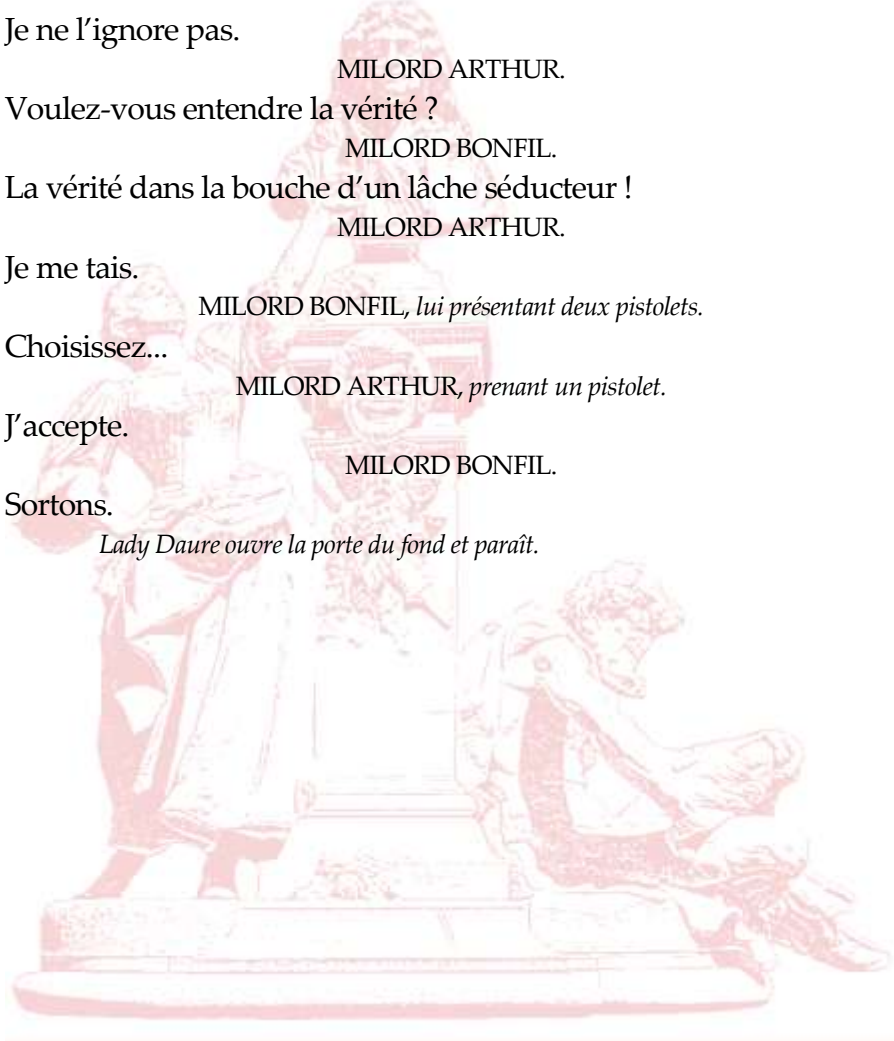 Je ne l’ignore pas.
MILORD ARTHUR.
Voulez-vous entendre la vérité ?
MILORD BONFIL.
La vérité dans la bouche d’un lâche séducteur !
MILORD ARTHUR.
Je me tais.
MILORD BONFIL, lui présentant deux pistolets.
Choisissez...
MILORD ARTHUR, prenant un pistolet.
J’accepte.
MILORD BONFIL.
Sortons.
Lady Daure ouvre la porte du fond et paraît.